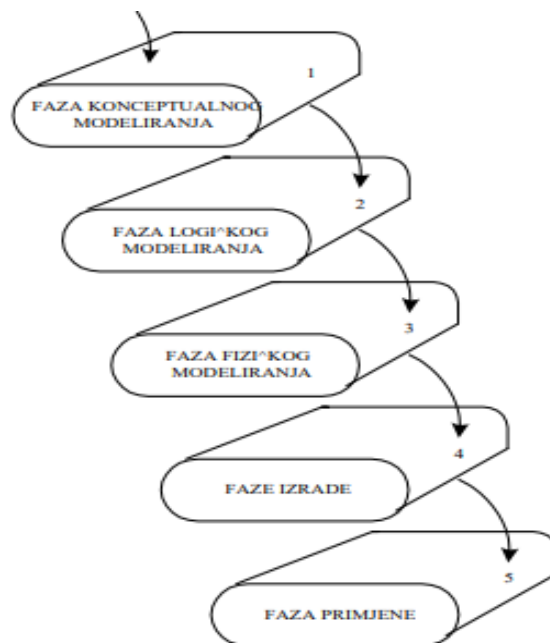 1
FAZA KONCEPTUALNOG
MODELIRANJA
2
FAZA LOGI^KOG
MODELIRANJA
3
FAZA FIZI^KOG
MODELIRANJA
4
FAZE IZRADE
5
FAZA PRIMJENE